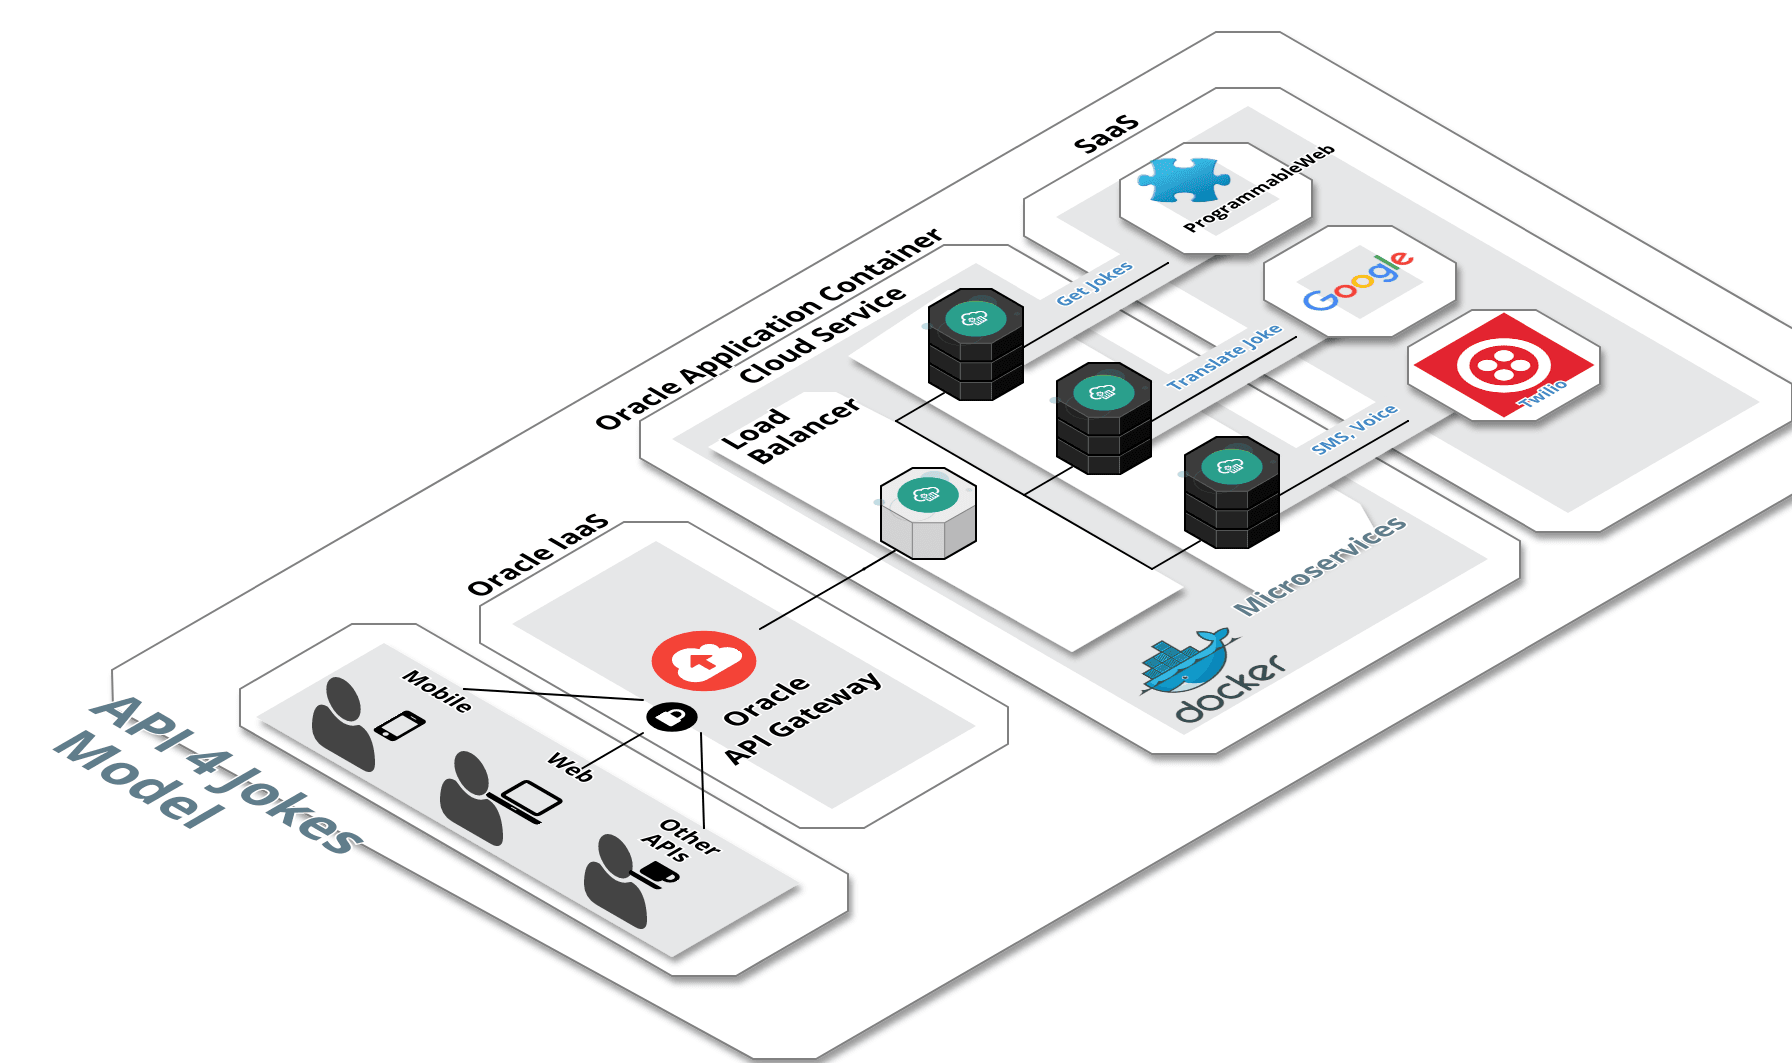 SaaS
ProgrammableWeb
Google
Twilio
Oracle Application Container
Cloud Service
Get Jokes
Translate Joke
SMS, Voice
Load
Balancer
Microservices
docker
Oracle IaaS
Oracle
API Gateway
Mobile
Web
Other
APIs
API 4 Jokes
Model